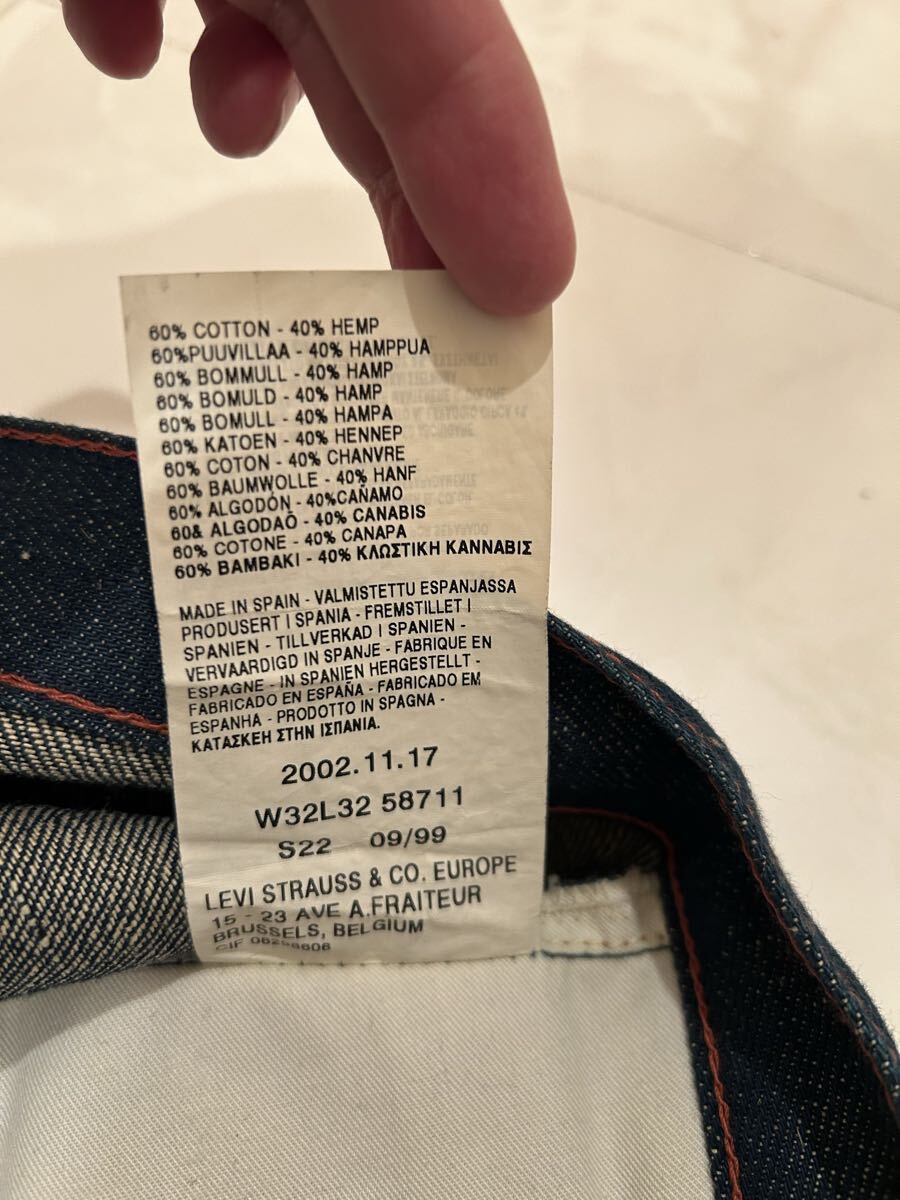 60% COTTON - 40% HEMP
60%PUUVILLAA - 40% HAMPPUA
60% BOMMULL - 40% HAMP
60% BOMULD - 40% HAMP
60% BOMULL - 40% HAMPA
60% KATOEN - 40% HENNEP
60% COTON - 40% CHANVRE
60% BAUMWOLLE - 40% HANF
60% ALGODÓN - 40%CAÑAMO
60& ALGODAÕ - 40% CANABIS
60% COTONE - 40% CANAPA
60% BAMBAKI - 40% ΚΛΩΣΤΙΚΗ ΚΑΝΝΑΒΙΣ
MADE IN SPAIN - VALMISTETTU ESPANJASSA
PRODUSERT I SPANIA - FREMSTILLET I
SPANIEN - TILLVERKAD I SPANIEN -
VERVAARDIGD IN SPANJE - FABRIQUE EN
ESPAGNE - IN SPANIEN HERGESTELLT -
FABRICADO EN ESPAÑA - FABRICADO EM
ESPANHA - PRODOTTO IN SPAGNA -
ΚΑΤΑΣΚΕΗ ΣΤΗΝ ΙΣΠΑΝΙΑ.
2002.11.17
W32L32 58711
S22 09/99
LEVI STRAUSS & CO. EUROPE
15 - 23 AVE A.FRAITEUR
BRUSSELS, BELGIUM
CIF